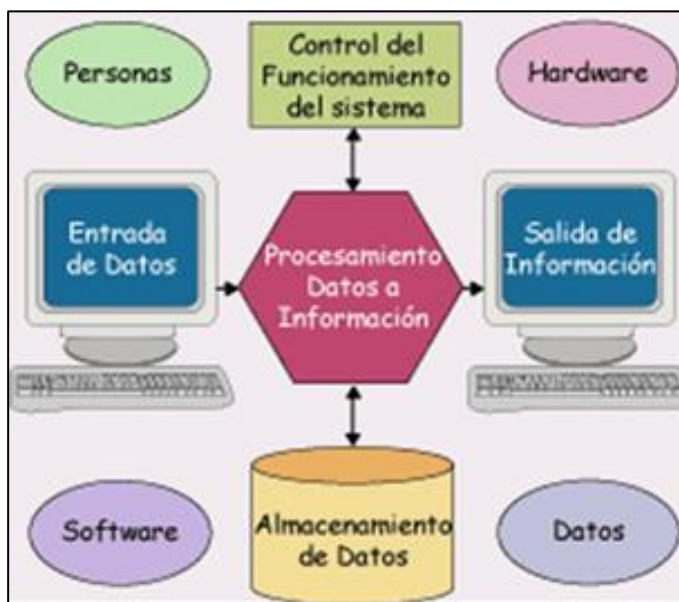 Personas
Control del
Funcionamiento
del sistema
Hardware
Entrada
de Datos
Procesamiento
Datos a
Información
Salida de
Información
Software
Almacenamiento
de Datos
Datos